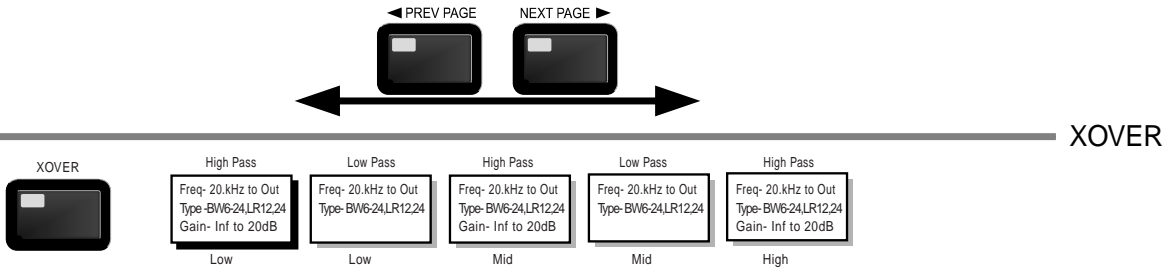 ◄ PREV PAGE NEXT PAGE ►
XOVER
XOVER
High Pass Low Pass High Pass Low Pass High Pass
Freq- 20.kHz to Out Freq- 20.kHz to Out Freq- 20.kHz to Out Freq- 20.kHz to Out Freq- 20.kHz to Out
Type -BW6-24,LR12,24 Type- BW6-24,LR12,24 Type- BW6-24,LR12,24 Type- BW6-24,LR12,24 Type- BW6-24,LR12,24
Gain- Inf to 20dB Gain- Inf to 20dB Gain- Inf to 20dB
Low Low Mid Mid High